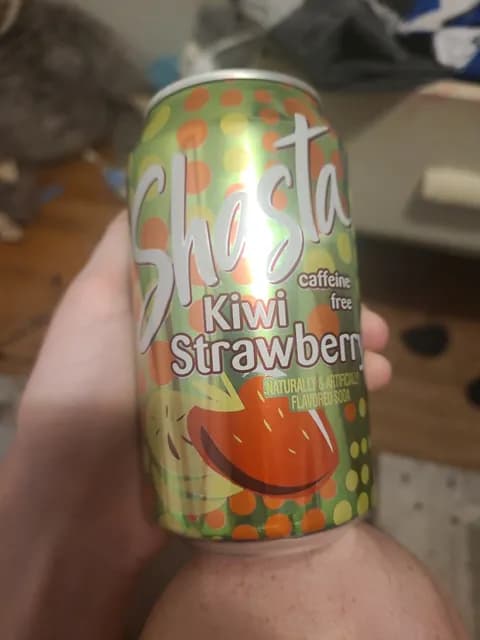 Shasta
caffeine
free
Kiwi
Strawberry
NATURALLY & ARTIFICIALLY
FLAVORED SODA